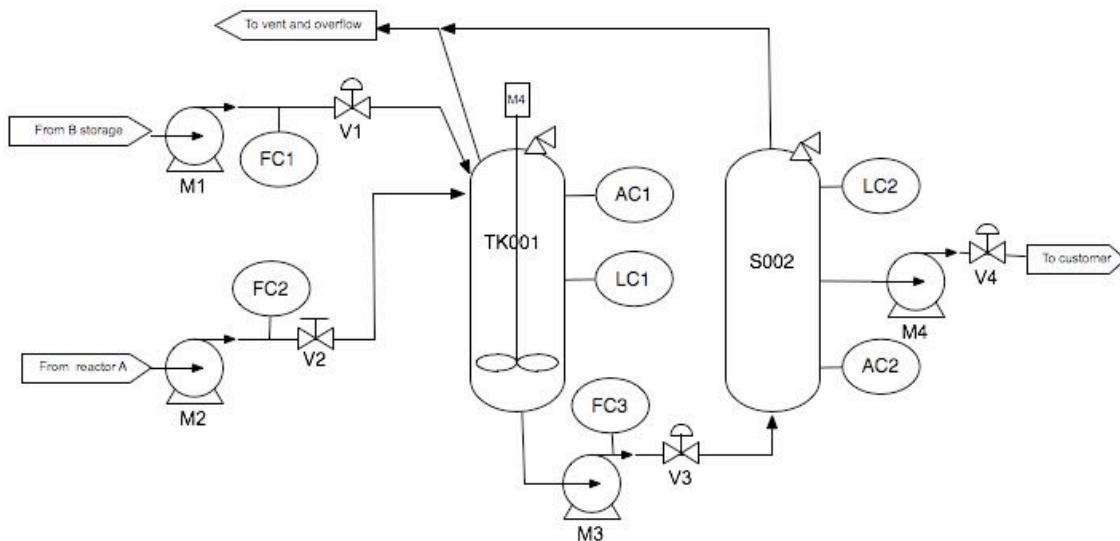 To vent and overflow
M4
From B storage
V1
FC1
M1
AC1
LC2
TK001
S002
To customer
LC1
FC2
V4
M4
V2
From reactor A
AC2
M2
FC3
V3
M3